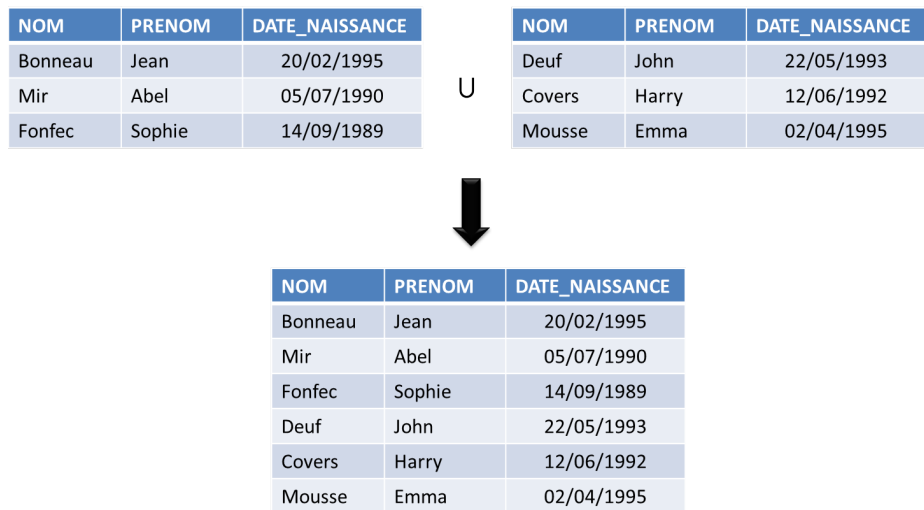 NOM PRENOM DATE_NAISSANCE
Bonneau Jean 20/02/1995
Mir Abel 05/07/1990
Fonfec Sophie 14/09/1989
U
NOM PRENOM DATE_NAISSANCE
Deuf John 22/05/1993
Covers Harry 12/06/1992
Mousse Emma 02/04/1995
NOM PRENOM DATE_NAISSANCE
Bonneau Jean 20/02/1995
Mir Abel 05/07/1990
Fonfec Sophie 14/09/1989
Deuf John 22/05/1993
Covers Harry 12/06/1992
Mousse Emma 02/04/1995